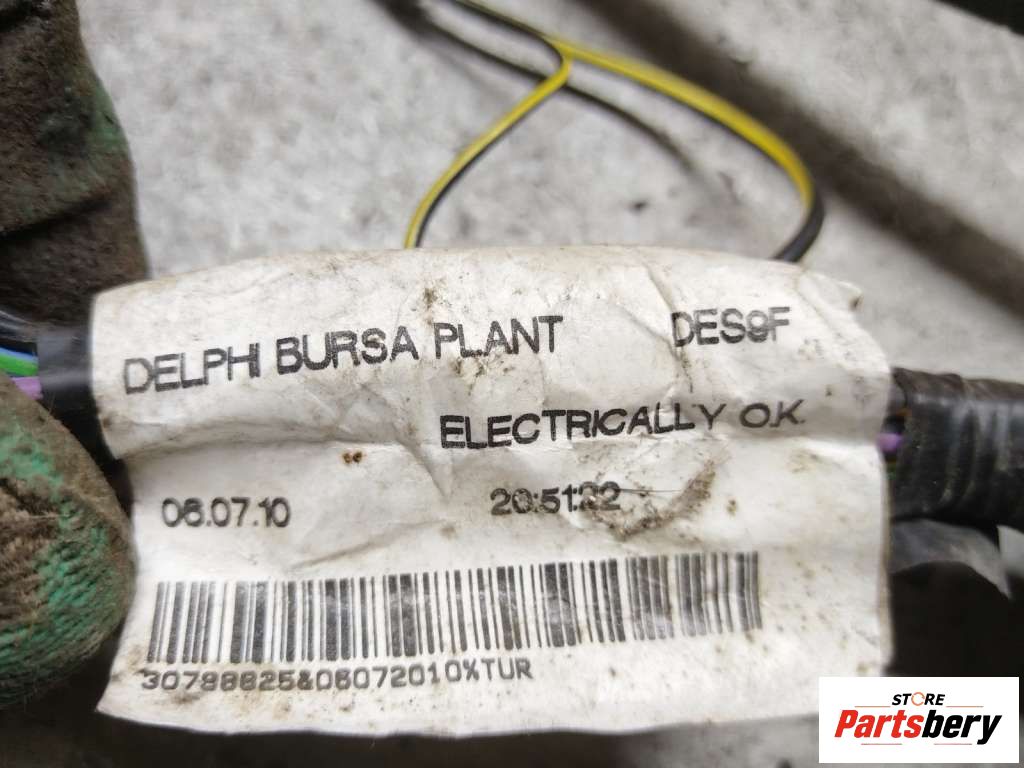 DELPHI BURSA PLANT DES9F
ELECTRICALLY O.K.
06.07.10 20:51:22
30788825&06072010%TUR
STORE
Partsbery